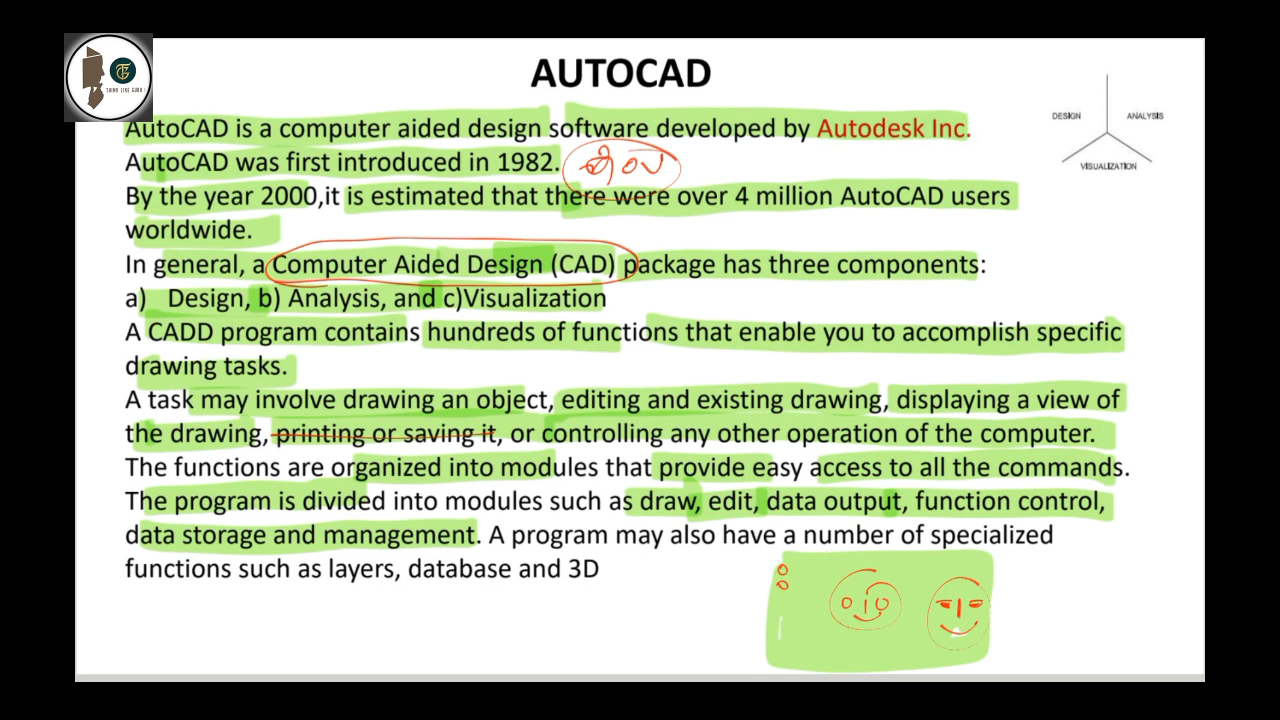 THINK LIKE GURU !
AUTOCAD
DESIGN
ANALYSIS
VISUALIZATION
AutoCAD is a computer aided design software developed by Autodesk Inc.
AutoCAD was first introduced in 1982.
By the year 2000,it is estimated that there were over 4 million AutoCAD users
worldwide.
In general, a Computer Aided Design (CAD) package has three components:
a) Design, b) Analysis, and c)Visualization
A CADD program contains hundreds of functions that enable you to accomplish specific
drawing tasks.
A task may involve drawing an object, editing and existing drawing, displaying a view of
the drawing, printing or saving it, or controlling any other operation of the computer.
The functions are organized into modules that provide easy access to all the commands.
The program is divided into modules such as draw, edit, data output, function control,
data storage and management. A program may also have a number of specialized
functions such as layers, database and 3D